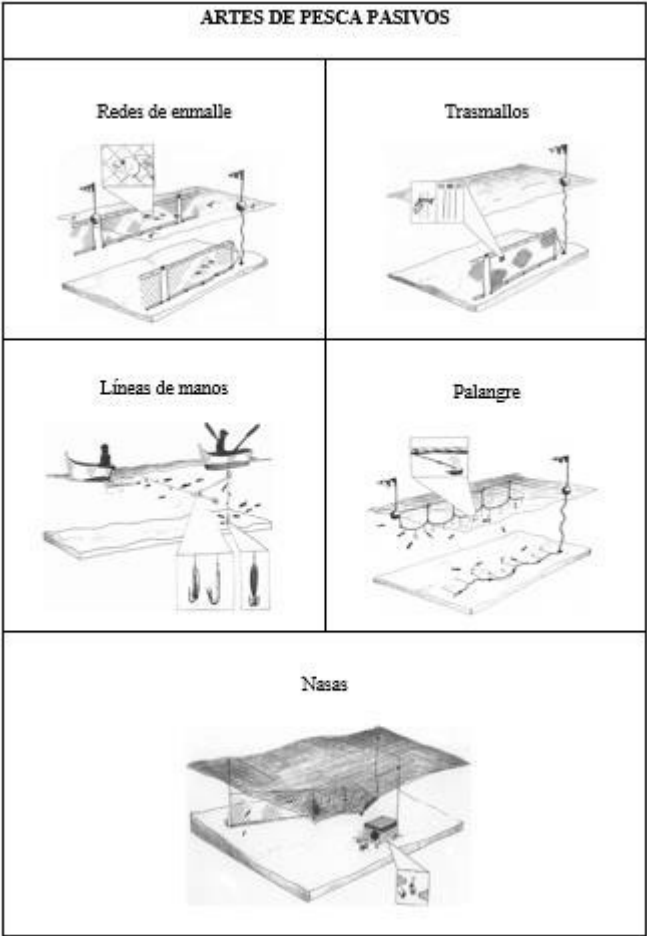 ARTES DE PESCA PASIVOS
Redes de enmalle
Trasmallos
Líneas de manos
Palangre
Nasas